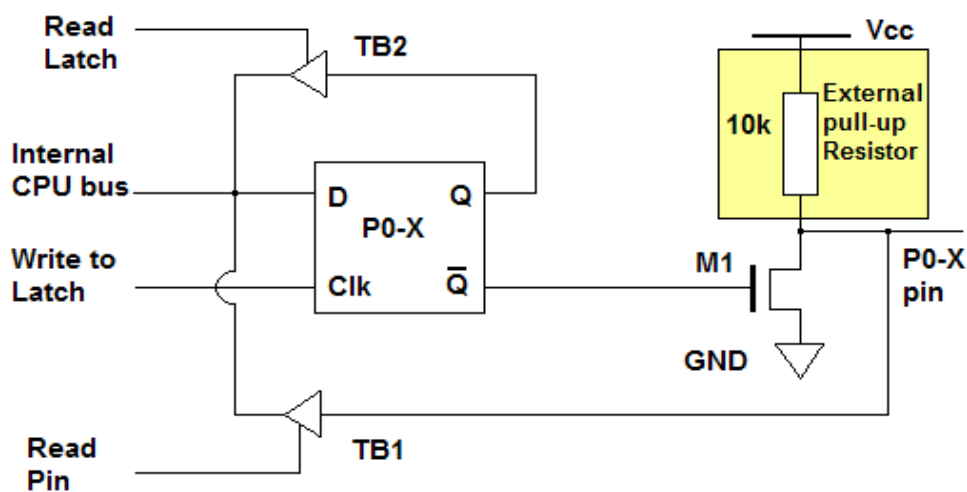 Read
Latch
TB2
Vcc
10k
External
pull-up
Resistor
Internal
CPU bus
D
Q
P0-X
Write to
Latch
Clk
Q̅
M1
P0-X
pin
GND
Read
Pin
TB1